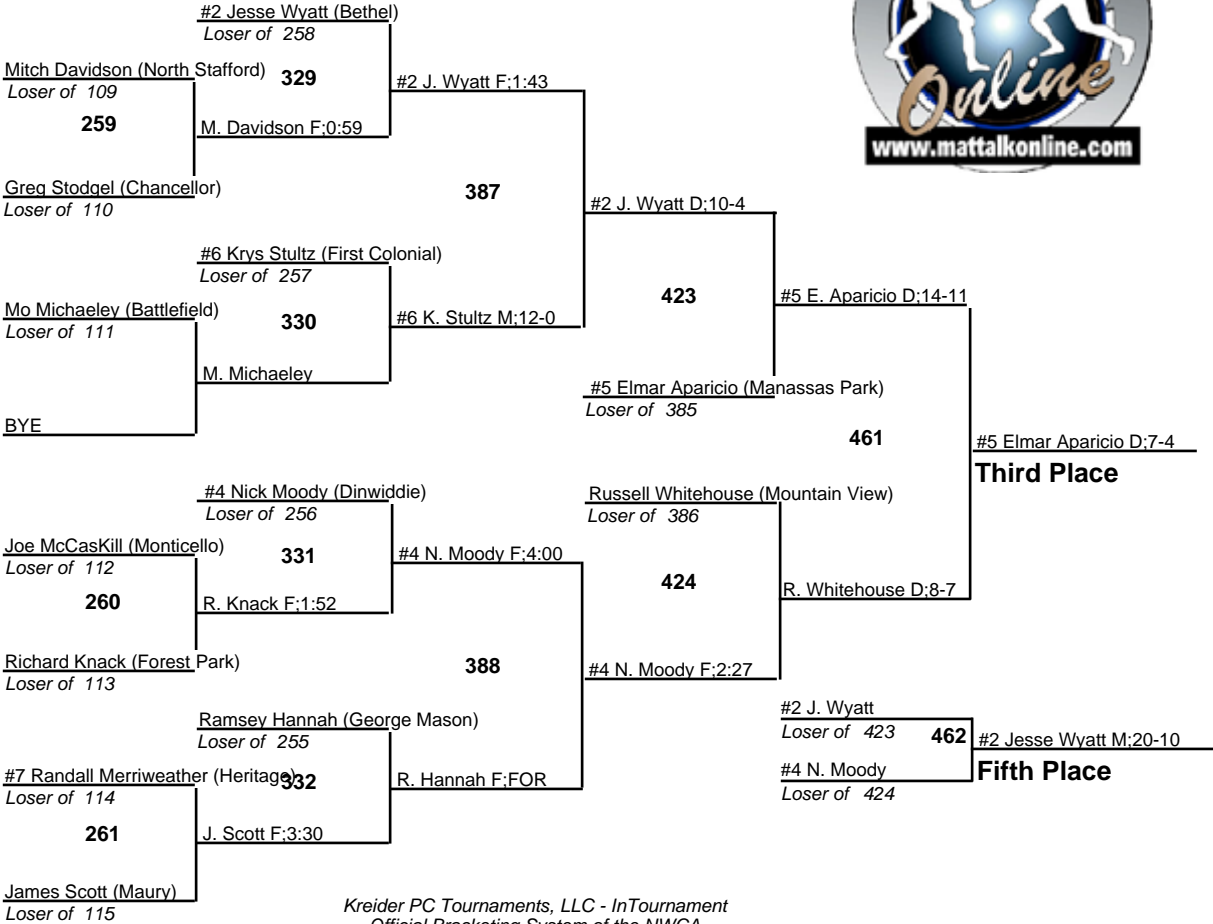 Online
www.mattalkonline.com
#2 Jesse Wyatt (Bethel)
Loser of 258
Mitch Davidson (North Stafford)
Loser of 109
329
#2 J. Wyatt F;1:43
259
M. Davidson F;0:59
Greg Stodgel (Chancellor)
Loser of 110
387
#2 J. Wyatt D;10-4
#6 Krys Stultz (First Colonial)
Loser of 257
Mo Michaeley (Battlefield)
Loser of 111
330
#6 K. Stultz M;12-0
423
#5 E. Aparicio D;14-11
M. Michaeley
#5 Elmar Aparicio (Manassas Park)
Loser of 385
BYE
461
#5 Elmar Aparicio D;7-4
Third Place
#4 Nick Moody (Dinwiddie)
Loser of 256
Russell Whitehouse (Mountain View)
Loser of 386
Joe McCasKill (Monticello)
Loser of 112
331
#4 N. Moody F;4:00
260
R. Knack F;1:52
424
R. Whitehouse D;8-7
Richard Knack (Forest Park)
Loser of 113
388
#4 N. Moody F;2:27
Ramsey Hannah (George Mason)
Loser of 255
#2 J. Wyatt
Loser of 423
462
#2 Jesse Wyatt M;20-10
Fifth Place
#4 N. Moody
Loser of 424
#7 Randall Merriweather (Heritage)
Loser of 114
332
R. Hannah F;FOR
261
J. Scott F;3:30
James Scott (Maury)
Loser of 115
Kreider PC Tournaments, LLC - InTournament
Official Bracketing System of the NWCA